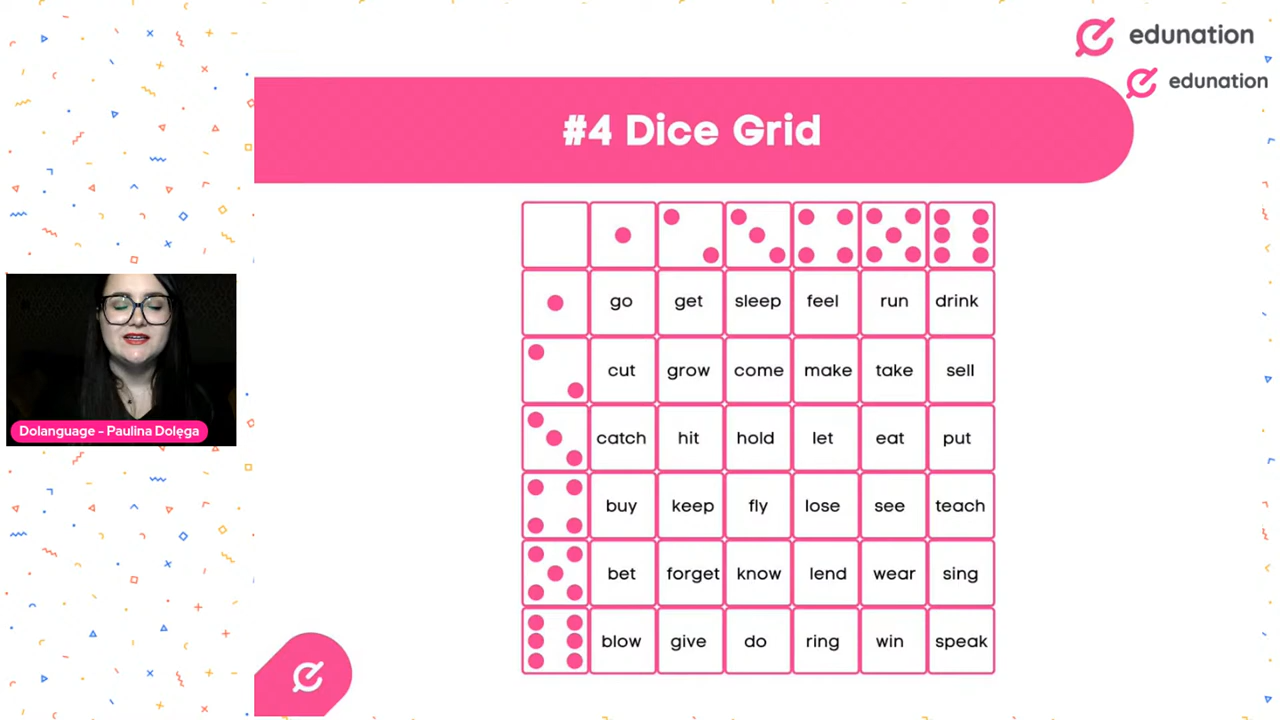 edunation
edunation
#4 Dice Grid
go get sleep feel run drink
cut grow come make take sell
catch hit hold let eat put
buy keep fly lose see teach
bet forget know lend wear sing
blow give do ring win speak
Dolanguage - Paulina Dolęga